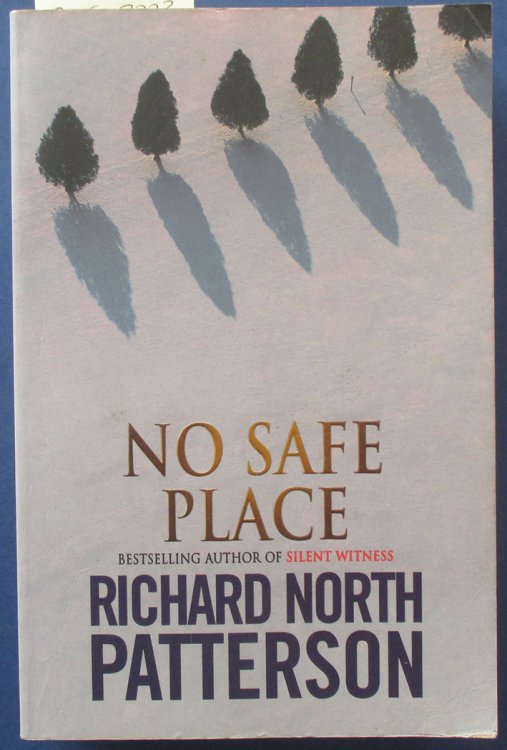 NO SAFE
PLACE
BESTSELLING AUTHOR OF SILENT WITNESS
RICHARD NORTH
PATTERSON